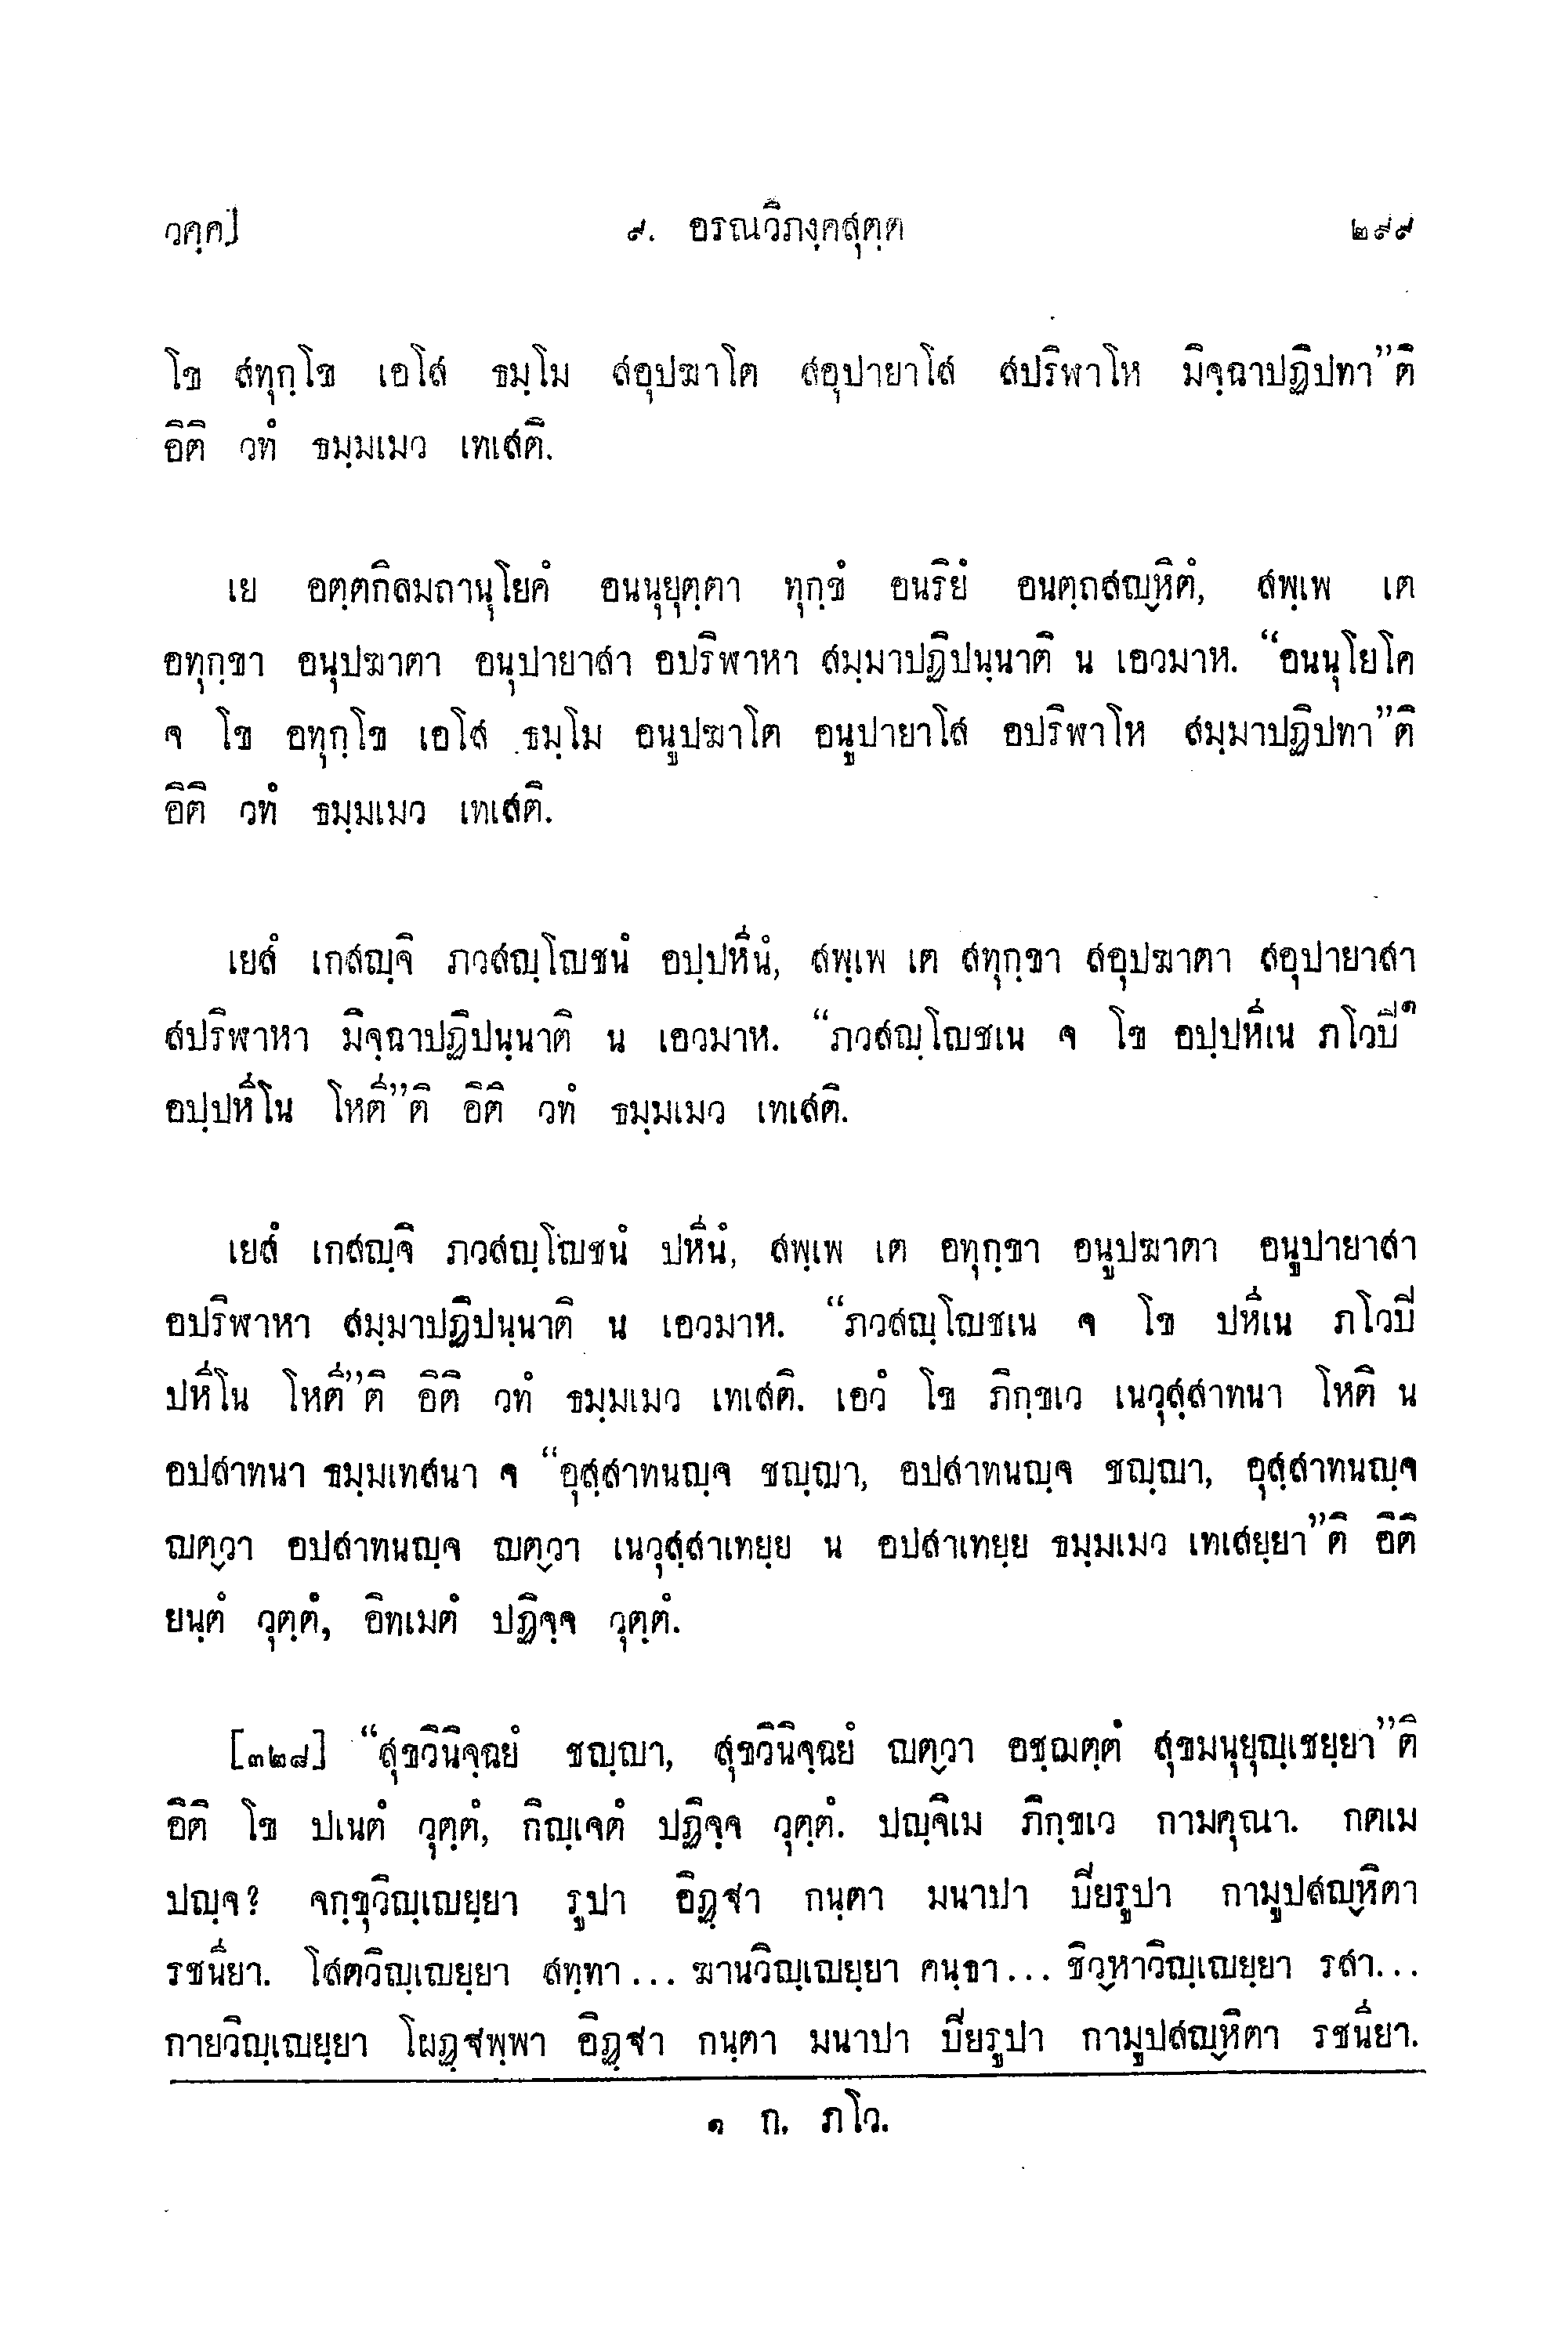 วคฺค] ๙. อรณวิภงฺคสุตฺต ๒๙๙
โข สทุกฺโข เอโส ธมฺโม สอุปฆาโต สอุปายาโส สปริฬาโห มิจฺฉาปฏิปทา”ติ
อิติ วทํ ธมฺมเมว เทเสติ.
เย อตฺตกิลมถานุโยคํ อนนุยุตฺตา ทุกฺขํ อนริยํ อนตฺถสญฺหิตํ, สพฺเพ เต
อทุกฺขา อนุปฆาตา อนุปายาสา อปริฬาหา สมฺมาปฏิปนฺนาติ น เอวมาห. “อนนุโยโค
จ โข อทุกฺโข เอโส ธมฺโม อนูปฆาโต อนูปายาโส อปริฬาโห สมฺมาปฏิปทา”ติ
อิติ วทํ ธมฺมเมว เทเสติ.
เยสํ เกสญฺจิ ภวสญฺโญชนํ อปฺปหีนํ, สพฺเพ เต สทุกฺขา สอุปฆาตา สอุปายาสา
สปริฬาหา มิจฺฉาปฏิปนฺนาติ น เอวมาห. “ภวสญฺโญชเน จ โข อปฺปหีเน ภโวปิ๑
อปฺปหีโน โหตี”ติ อิติ วทํ ธมฺมเมว เทเสติ.
เยสํ เกสญฺจิ ภวสญฺโญชนํ ปหีนํ, สพฺเพ เต อทุกฺขา อนูปฆาตา อนูปายาสา
อปริฬาหา สมฺมาปฏิปนฺนาติ น เอวมาห. “ภวสญฺโญชเน จ โข ปหีเน ภโวปิ
ปหีโน โหตี”ติ อิติ วทํ ธมฺมเมว เทเสติ. เอวํ โข ภิกฺขเว เนวุสฺสาทนา โหติ น
อปสาทนา ธมฺมเทสนา จ “อุสฺสาทนญฺจ ชญฺญา, อปสาทนญฺจ ชญฺญา, อุสฺสาทนญฺจ
ญตฺวา อปสาทนญฺจ ญตฺวา เนวุสฺสาเทยฺย น อปสาเทยฺย ธมฺมเมว เทเสยฺยา”ติ อิติ
ยนฺตํ วุตฺตํ, อิทเมตํ ปฏิจฺจ วุตฺตํ.
[๓๒๘] “สุขวินิจฺฉยํ ชญฺญา, สุขวินิจฺฉยํ ญตฺวา อชฺฌตฺตํ สุขมนุยุญฺเชยฺยา”ติ
อิติ โข ปเนตํ วุตฺตํ, กิญฺเจตํ ปฏิจฺจ วุตฺตํ. ปญฺจิเม ภิกฺขเว กามคุณา. กตเม
ปญฺจ? จกฺขุวิญฺเญยฺยา รูปา อิฏฺฐา กนฺตา มนาปา ปิยรูปา กามูปสญฺหิตา
รชนียา. โสตวิญฺเญยฺยา สทฺทา... ฆานวิญฺเญยฺยา คนฺธา... ชิวฺหาวิญฺเญยฺยา รสา...
กายวิญฺเญยฺยา โผฏฺฐพฺพา อิฏฺฐา กนฺตา มนาปา ปิยรูปา กามูปสญฺหิตา รชนียา.
๑ ก. ภโว.